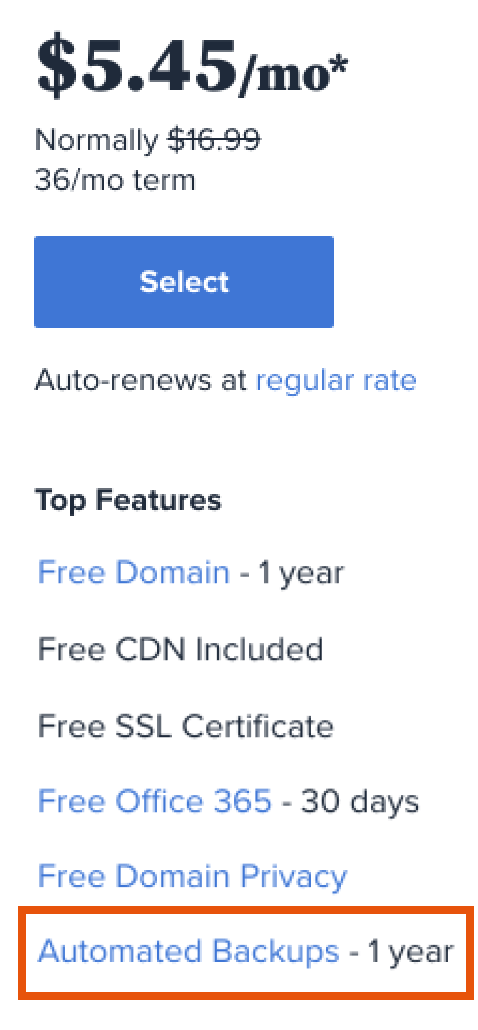 $5.45/mo*
Normally $16.99
36/mo term
Select
Auto-renews at regular rate
Top Features
Free Domain - 1 year
Free CDN Included
Free SSL Certificate
Free Office 365 - 30 days
Free Domain Privacy
Automated Backups - 1 year